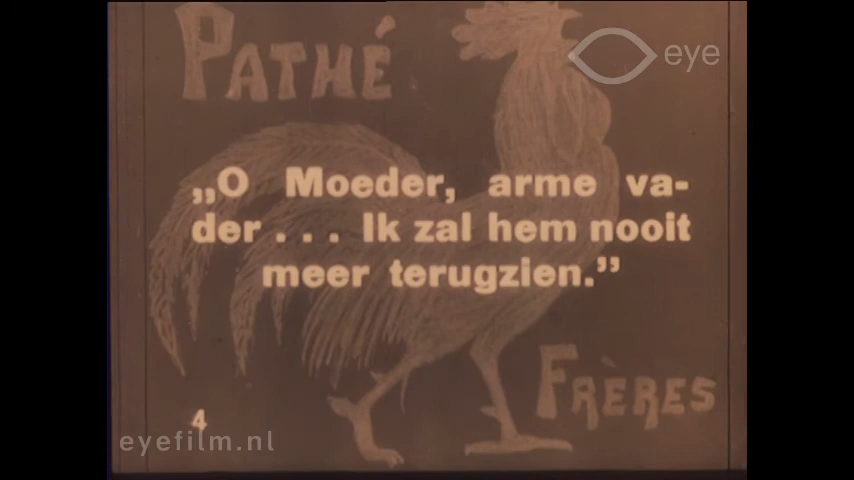 PATHÉ
eye
„O Moeder, arme va-
der . . . Ik zal hem nooit
meer terugzien.”
FRÈRES
4
eyefilm.nl